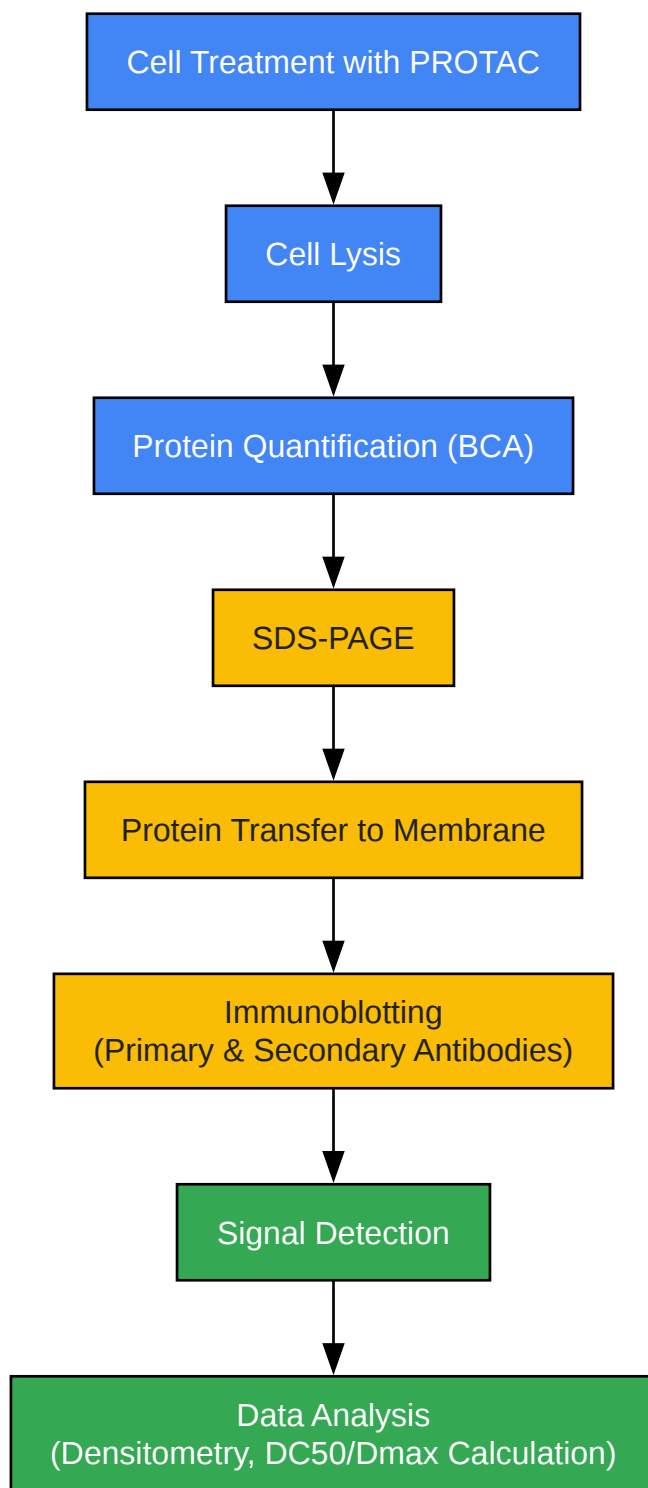 Cell Treatment with PROTAC
Cell Lysis
Protein Quantification (BCA)
SDS-PAGE
Protein Transfer to Membrane
Immunoblotting
(Primary & Secondary Antibodies)
Signal Detection
Data Analysis
(Densitometry, DC50/Dmax Calculation)